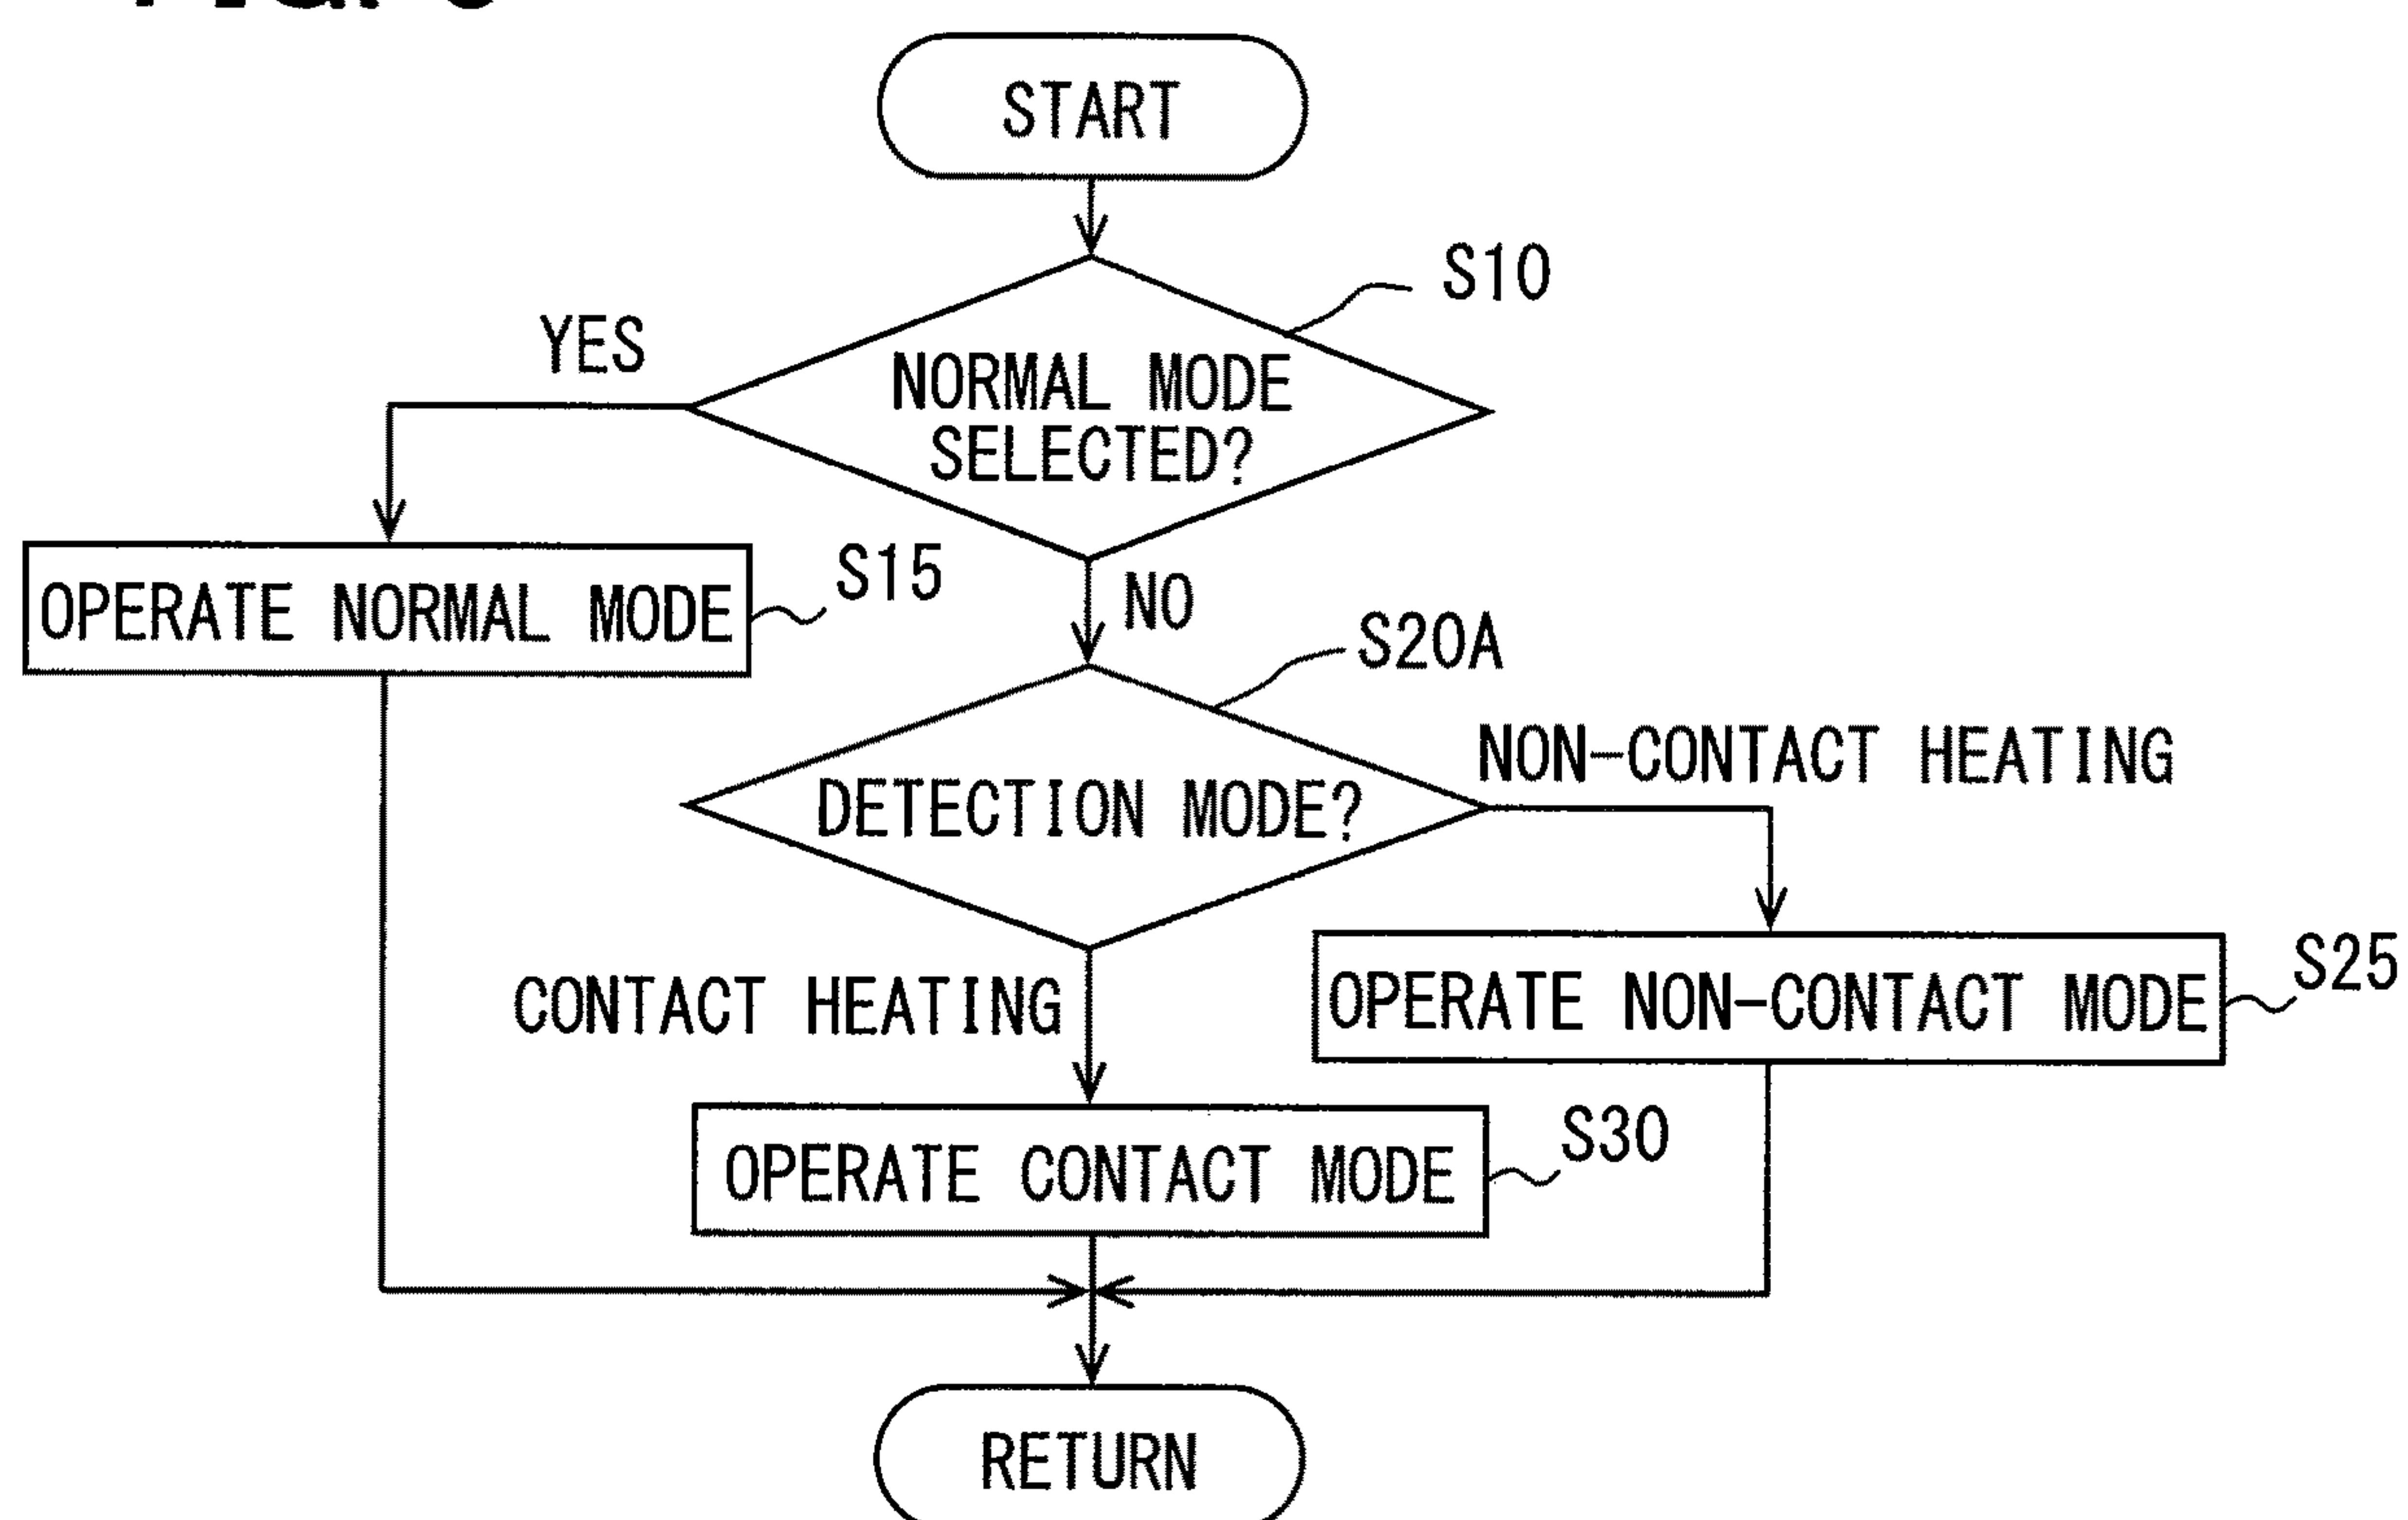 START
S10
YES
NORMAL MODE
SELECTED?
OPERATE NORMAL MODE
S15
NO
S20A
DETECTION MODE?
NON-CONTACT HEATING
CONTACT HEATING
OPERATE NON-CONTACT MODE
S25
OPERATE CONTACT MODE
S30
RETURN